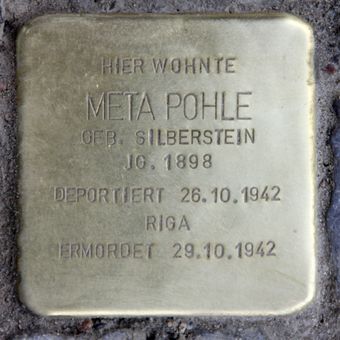 HIER WOHNTE
META POHLE
GEB. SILBERSTEIN
JG. 1898
DEPORTIERT 26.10.1942
RIGA
ERMORDET 29.10.1942